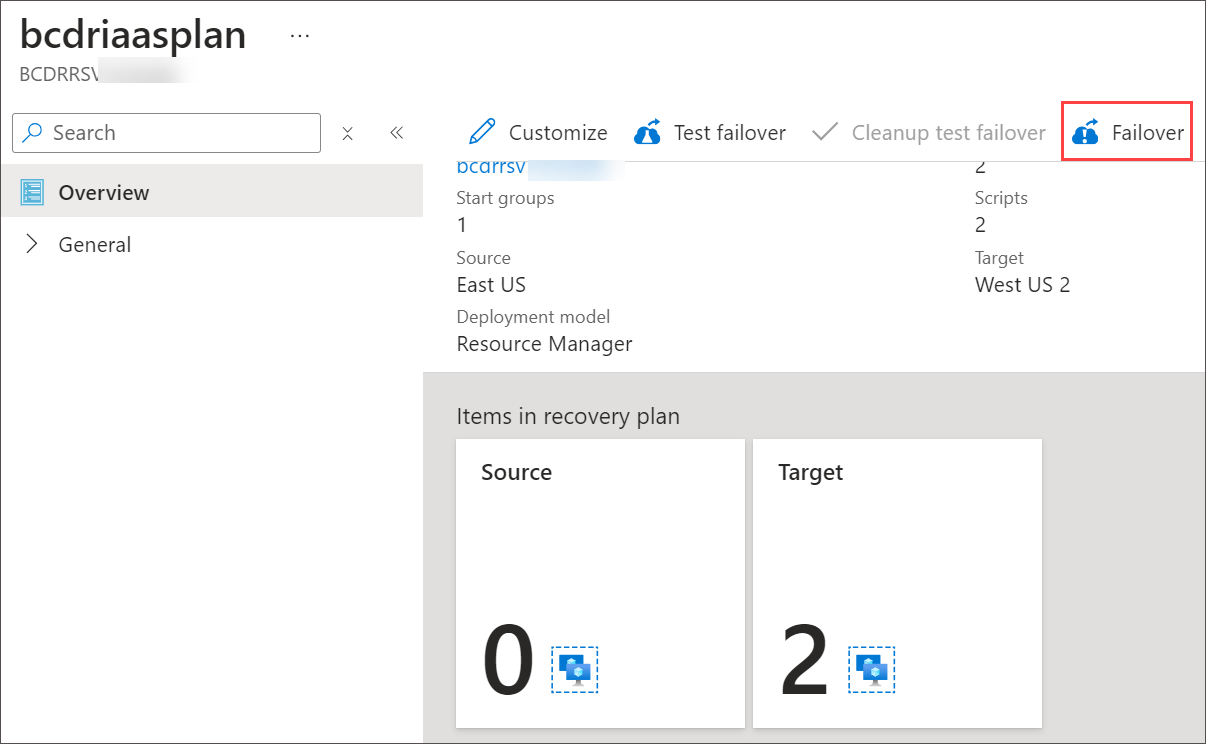 bcdriaasplan ...
BCDRRSV
Search
Customize
Test failover
Cleanup test failover
Failover
Overview
General
bcdrrsv
2
Start groups
Scripts
1
2
Source
Target
East US
West US 2
Deployment model
Resource Manager
Items in recovery plan
Source
Target
0
2